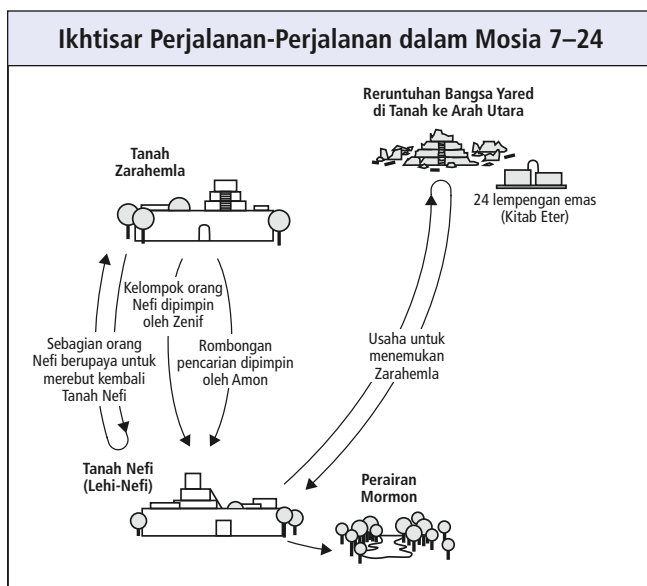 Ikhtisar Perjalanan-Perjalanan dalam Mosia 7–24
Reruntuhan Bangsa Yared
di Tanah ke Arah Utara
Tanah
Zarahemla
24 lempengan emas
(Kitab Eter)
Kelompok orang
Nefi dipimpin
oleh Zenif
Sebagian orang
Nefi berupaya untuk
merebut kembali
Tanah Nefi
Rombongan
pencarian dipimpin
oleh Amon
Usaha untuk
menemukan
Zarahemla
Tanah Nefi
(Lehi-Nefi)
Perairan
Mormon